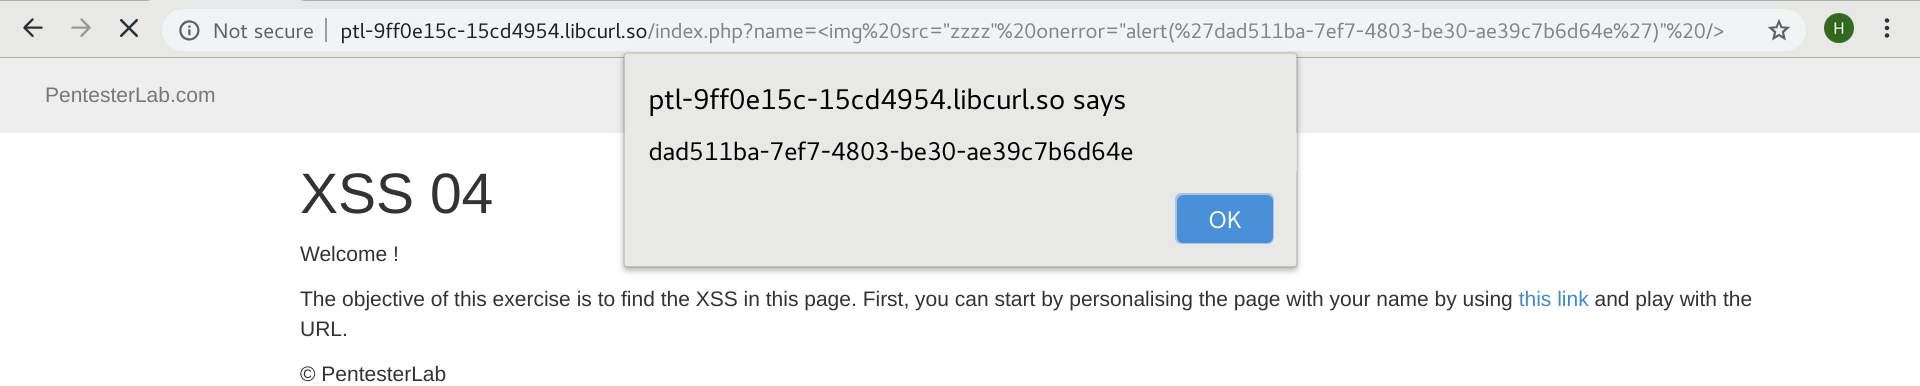 Not secure | ptl-9ff0e15c-15cd4954.libcurl.so/index.php?name=<img%20src="zzzz"%20onerror="alert(%27dad511ba-7ef7-4803-be30-ae39c7b6d64e%27)"%20/>
H
PentesterLab.com
ptl-9ff0e15c-15cd4954.libcurl.so says
dad511ba-7ef7-4803-be30-ae39c7b6d64e
OK
XSS 04
Welcome !
The objective of this exercise is to find the XSS in this page. First, you can start by personalising the page with your name by using this link and play with the
URL.
© PentesterLab